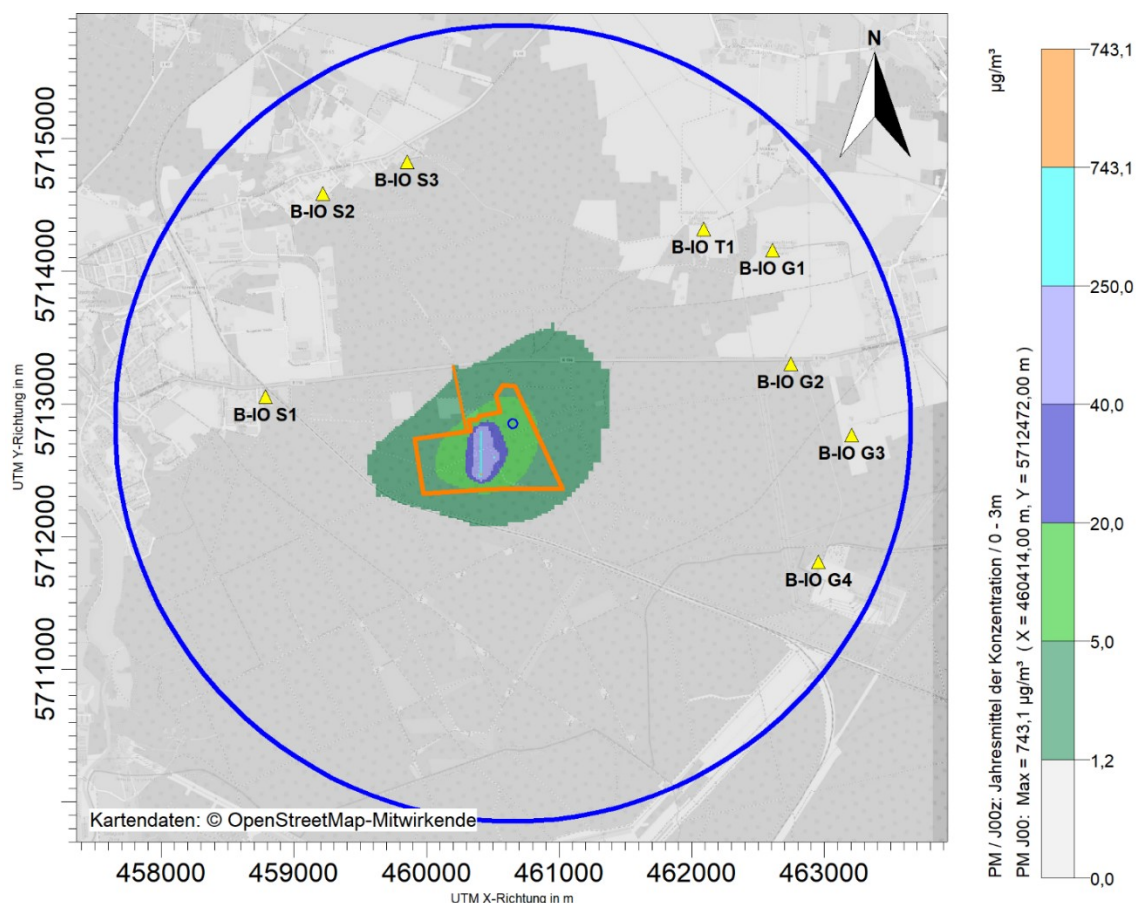 N
B-IO S3
B-IO S2
B-IO T1
B-IO G1
B-IO G2
B-IO S1
B-IO G3
B-IO G4
Kartendaten: © OpenStreetMap-Mitwirkende
5715000
5714000
5713000
5712000
5711000
UTM Y-Richtung in m
458000 459000 460000 461000 462000 463000
UTM X-Richtung in m
µg/m³
743,1
743,1
250,0
40,0
20,0
5,0
1,2
0,0
PM / J00z: Jahresmittel der Konzentration / 0 - 3m
PM J00: Max = 743,1 µg/m³ ( X = 460414,00 m, Y = 5712472,00 m )